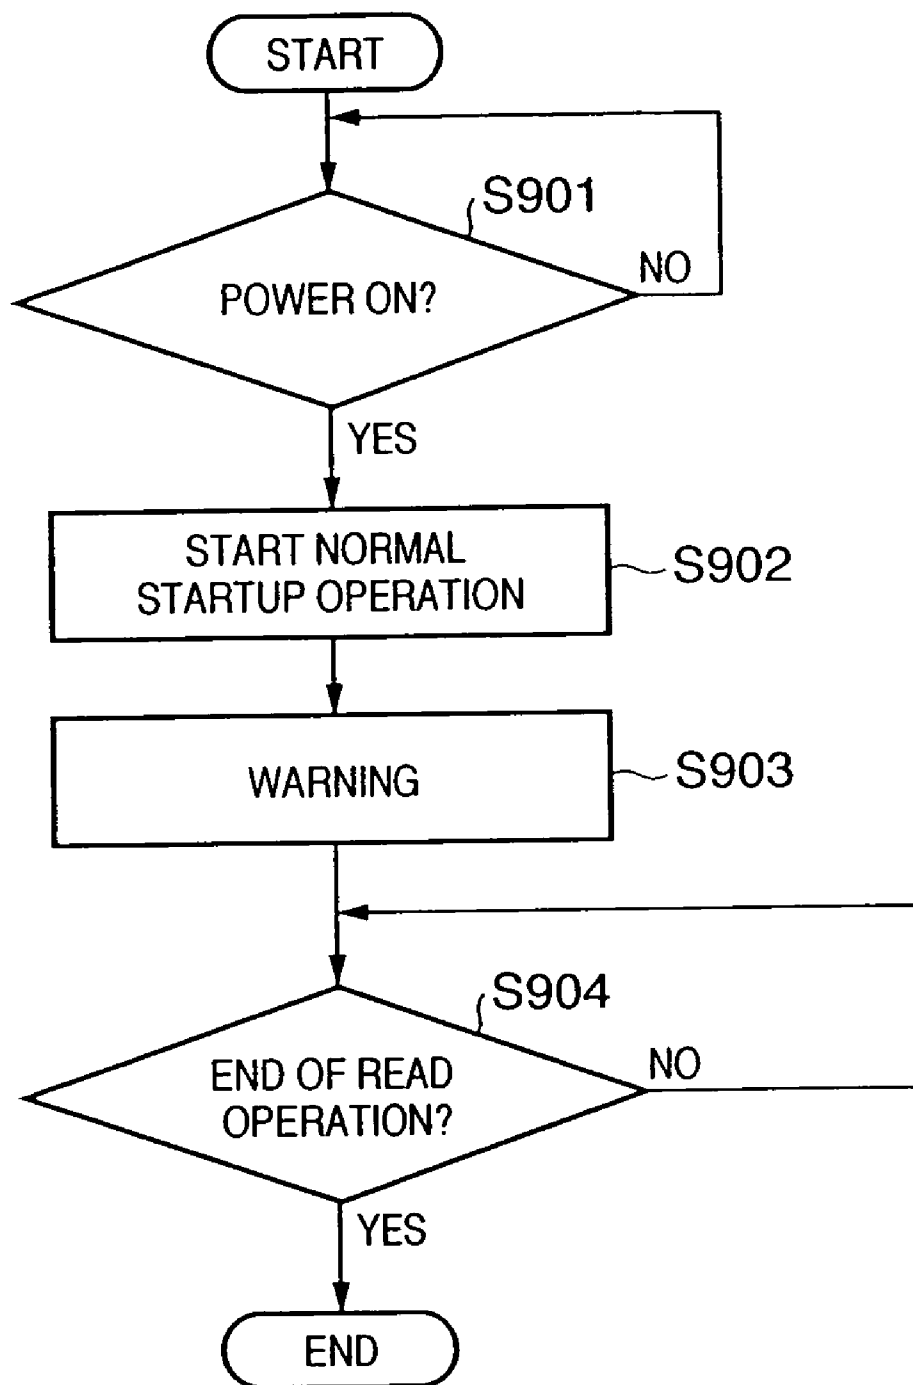 START
S901
NO
POWER ON?
YES
START NORMAL
STARTUP OPERATION
S902
WARNING
S903
S904
NO
END OF READ
OPERATION?
YES
END